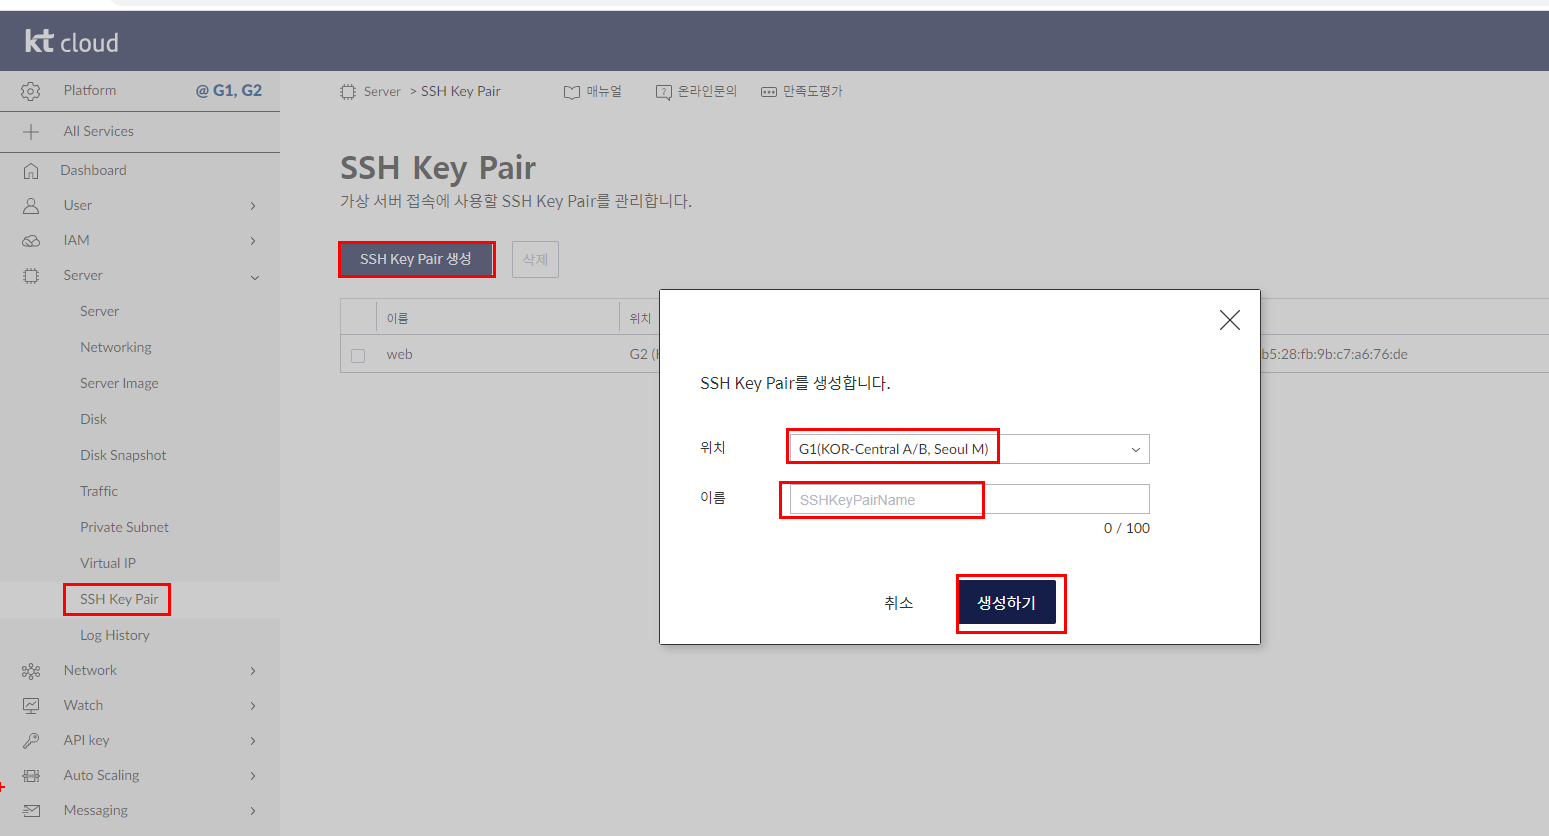 kt cloud
Platform @ G1, G2
All Services
Dashboard
User
IAM
Server
Server
Networking
Server Image
Disk
Disk Snapshot
Traffic
Private Subnet
Virtual IP
SSH Key Pair
Log History
Network
Watch
API key
Auto Scaling
Messaging
Server > SSH Key Pair 매뉴얼 온라인문의 만족도평가
SSH Key Pair
가상 서버 접속에 사용할 SSH Key Pair를 관리합니다.
SSH Key Pair 생성 삭제
이름 위치
web G2 ( b5:28:fb:9b:c7:a6:76:de
SSH Key Pair를 생성합니다.
위치 G1(KOR-Central A/B, Seoul M)
이름 SSHKeyPairName
0 / 100
취소 생성하기